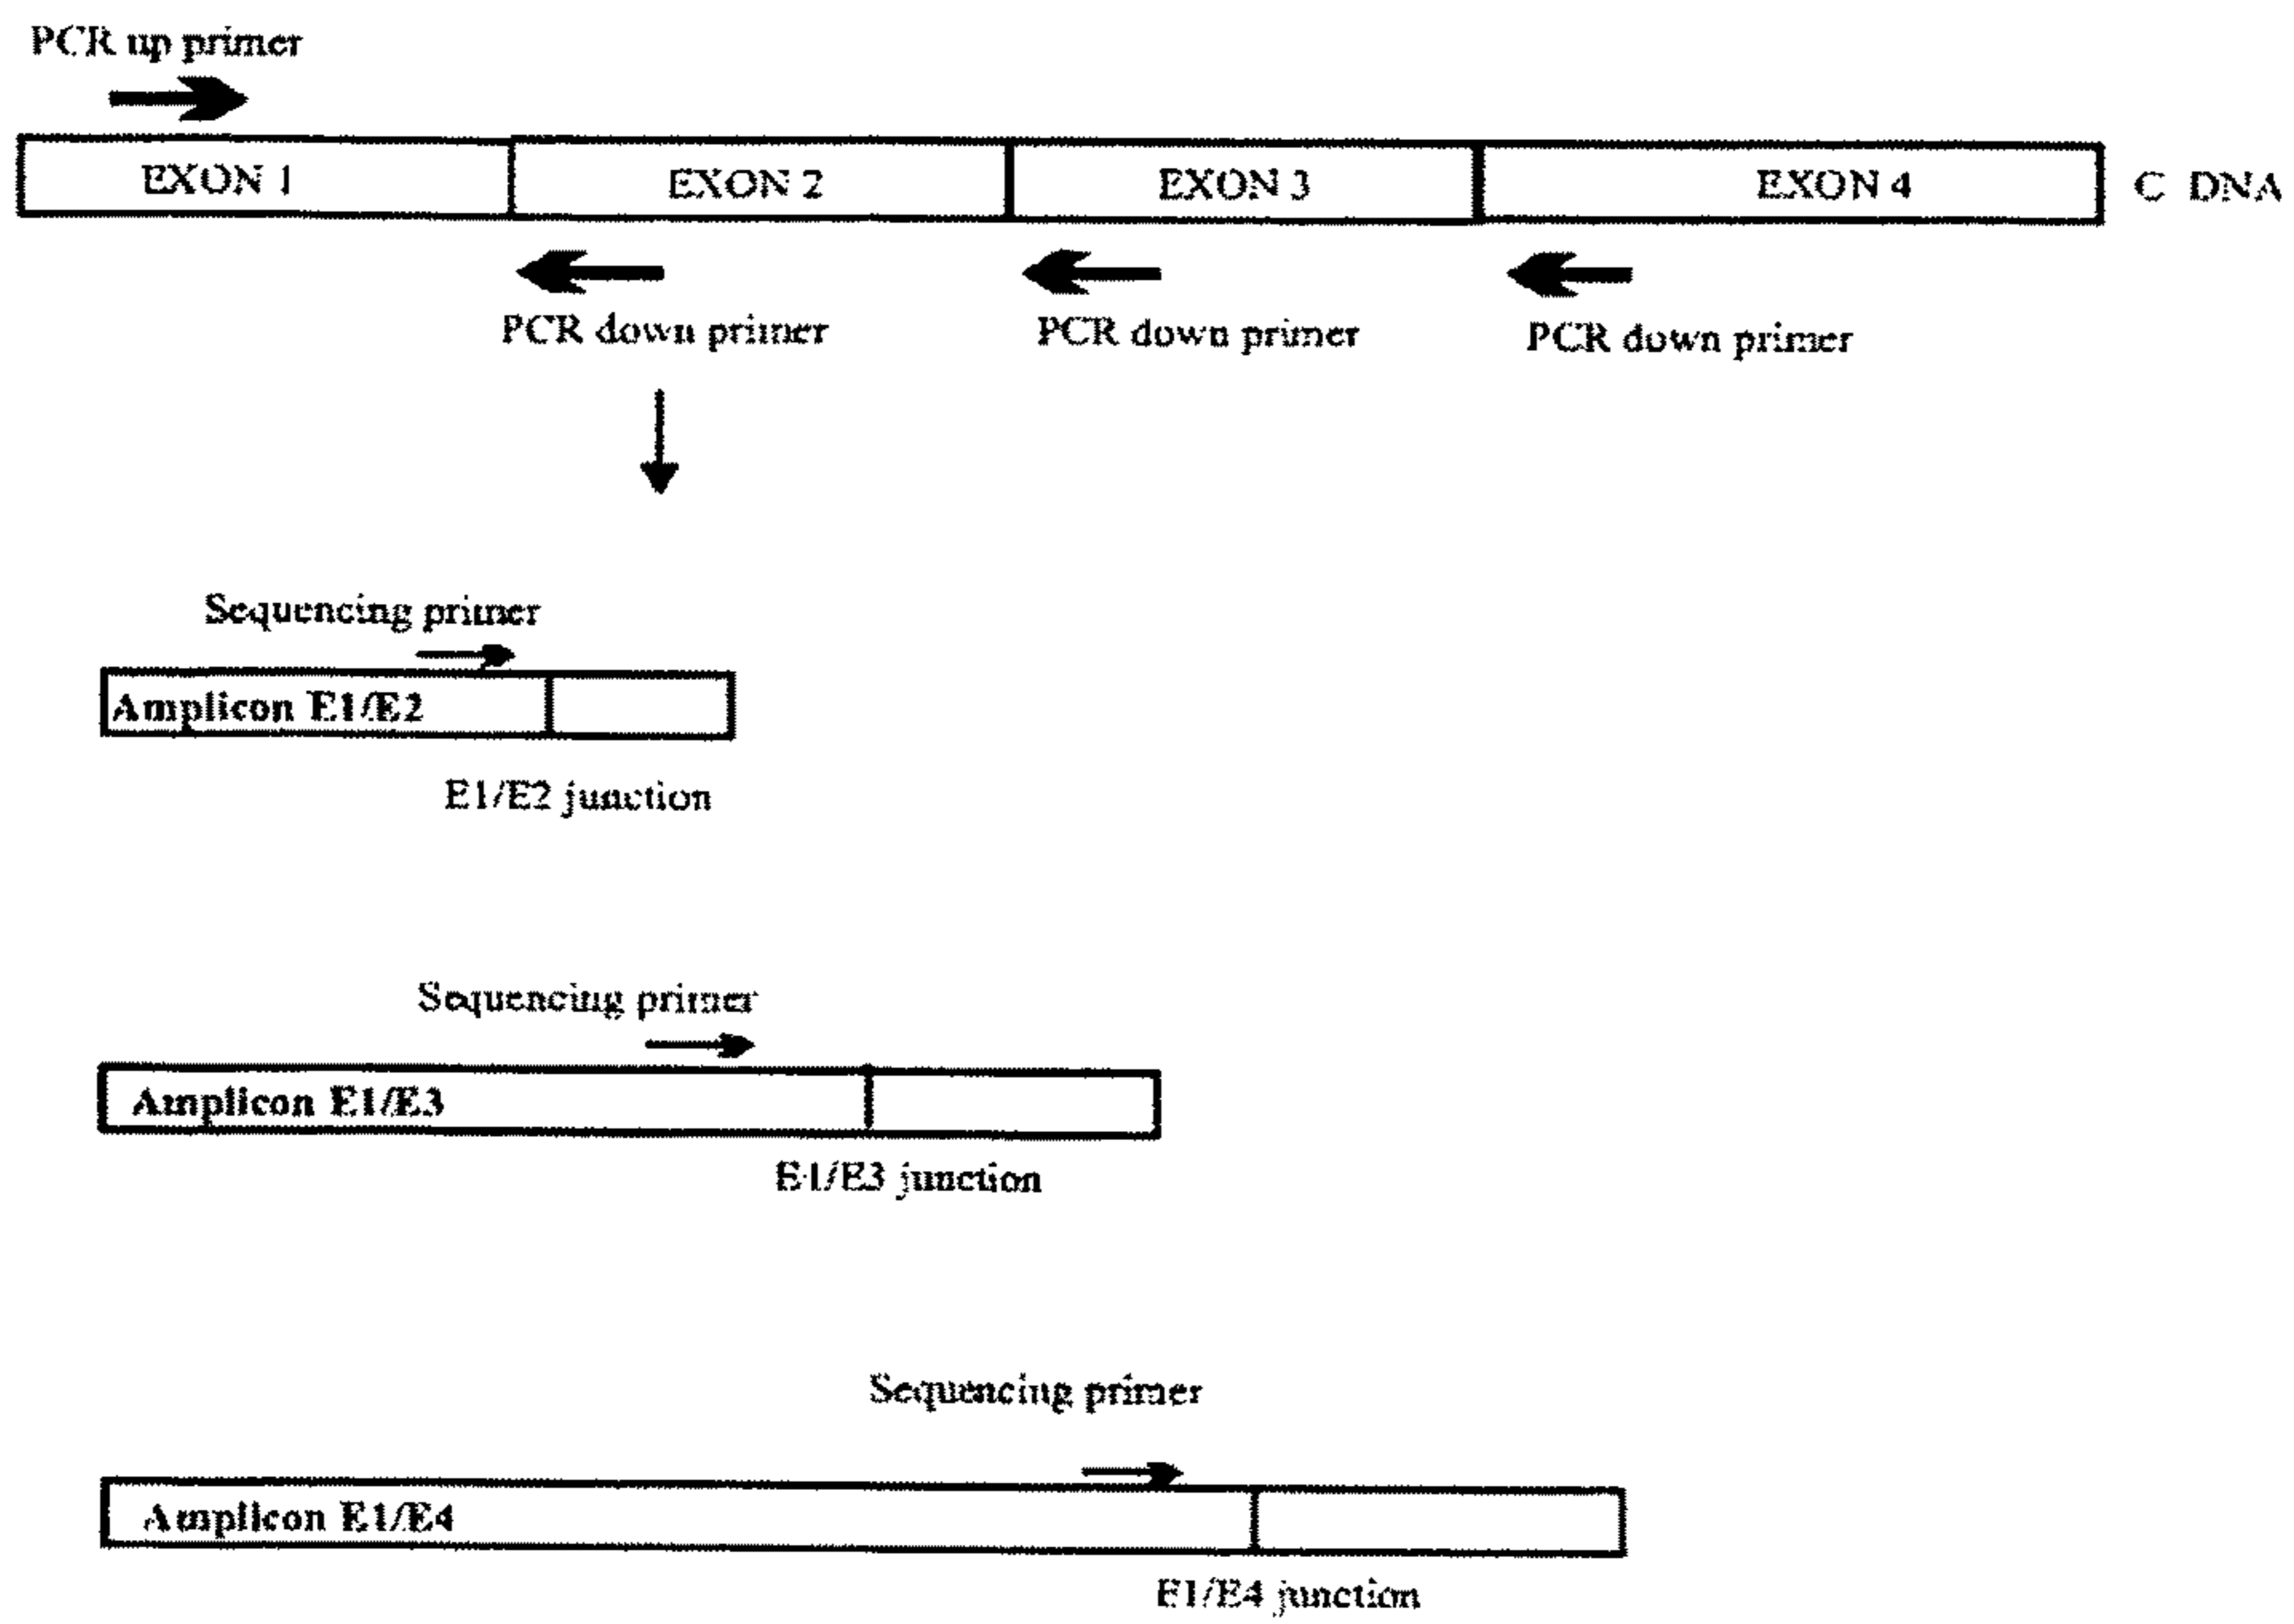 PCR up primer
EXON 1 EXON 2 EXON 3 EXON 4 C DNA
PCR down primer PCR down primer PCR down primer
Sequencing primer
Amplicon E1/E2
E1/E2 junction
Sequencing primer
Amplicon E1/E3
E1/E3 junction
Sequencing primer
Amplicon E1/E4
E1/E4 junction